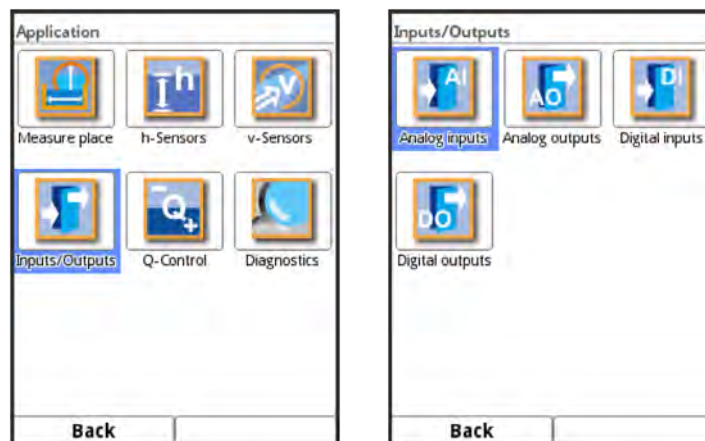 Application
h
v
Measure place h-Sensors v-Sensors
Q
Inputs/Outputs Q-Control Diagnostics
Back
Inputs/Outputs
AI
AO
DI
Analog inputs Analog outputs Digital inputs
DO
Digital outputs
Back